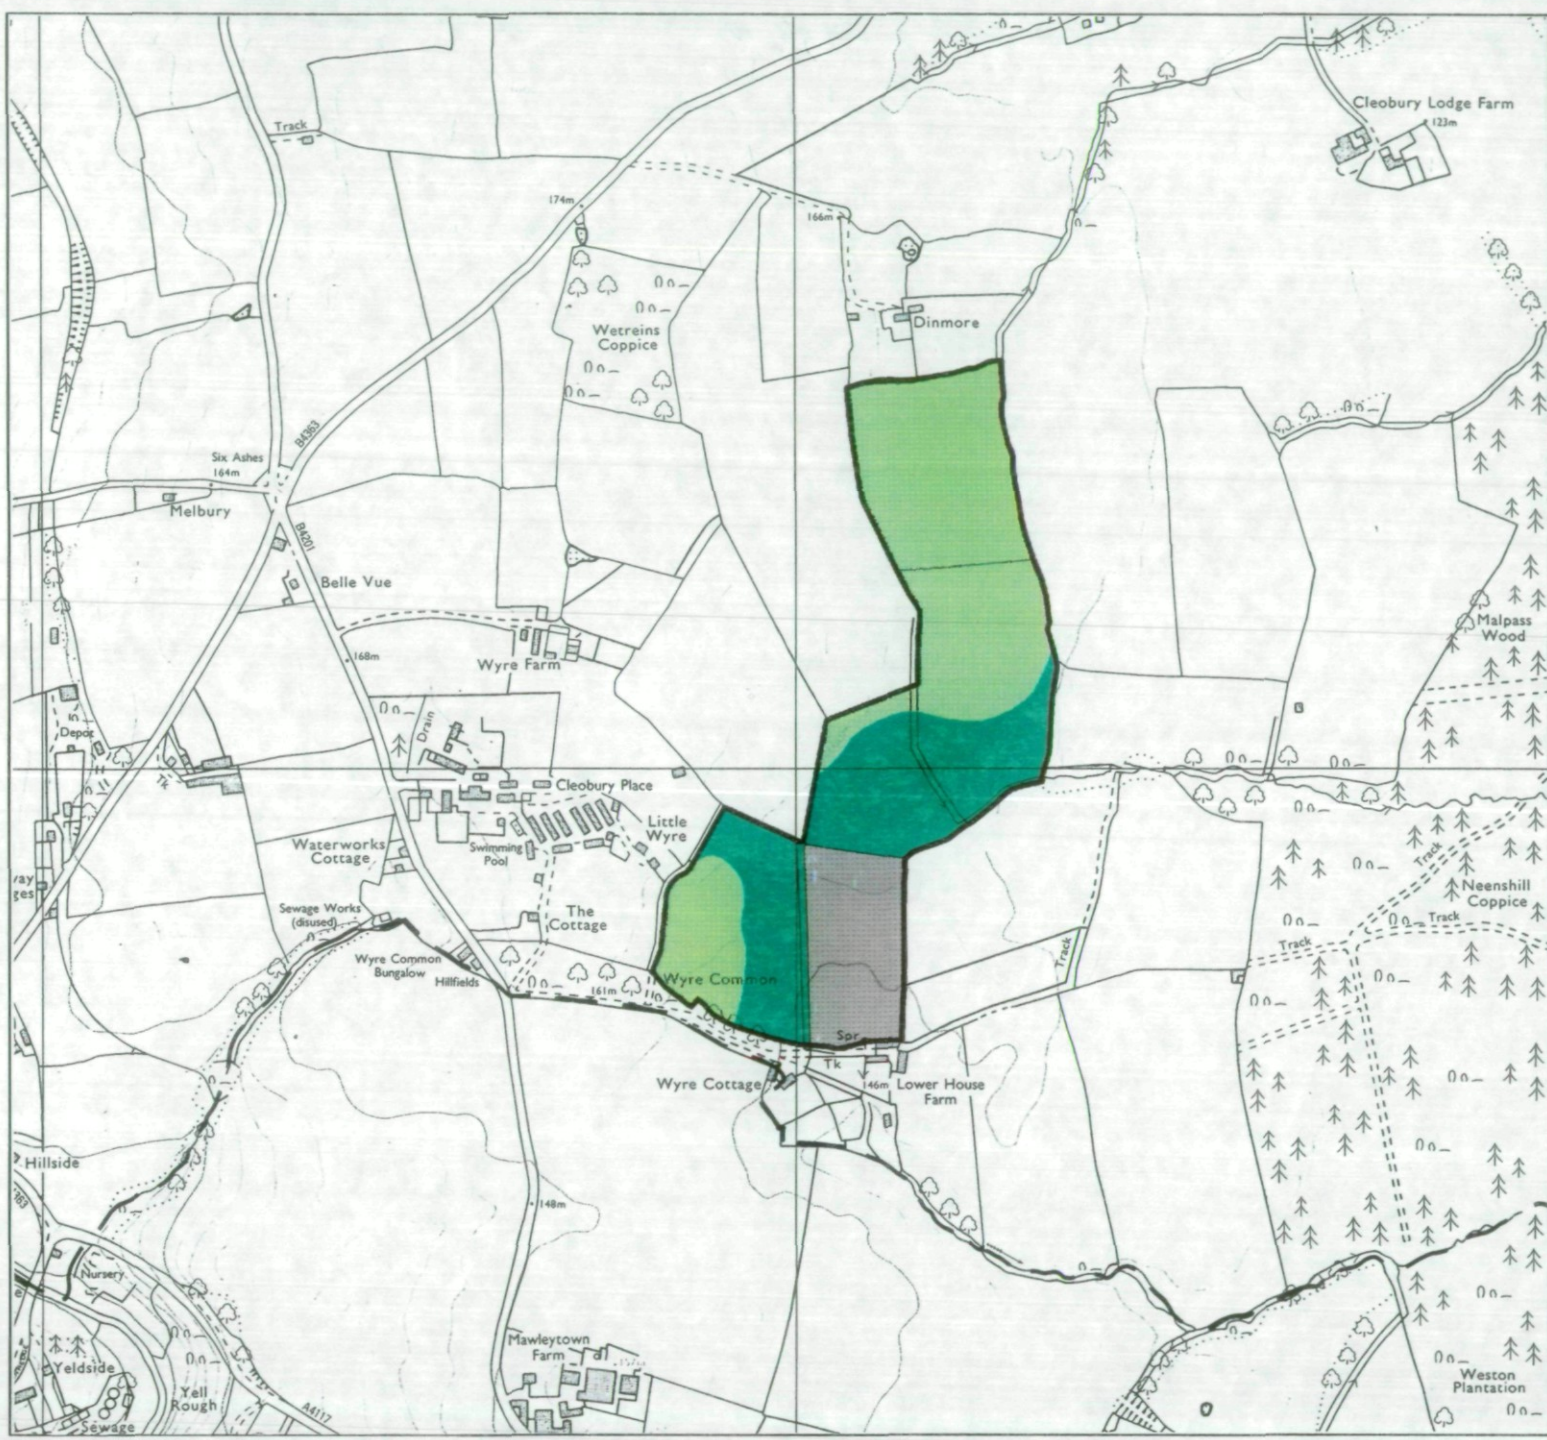 Cleobury Lodge Farm
123m
Track
174m
166m
Dinmore
Wetreins
Coppice
B4363
Six Ashes
164m
Melbury
B4201
Belle Vue
168m
Wyre Farm
Malpass
Wood
Drain
Depot
Tk
Cleobury Place
Little
Wyre
Swimming
Pool
Waterworks
Cottage
Track
Neenshill
Coppice
Track
Track
Track
The
Cottage
Sewage Works
(disused)
Wyre Common
Bungalow
Hillfields
161m
Wyre Common
Spr
Tk
Wyre Cottage
146m
Lower House
Farm
Hillside
148m
Nursery
Mawleytown
Farm
Yeldside
Yell
Rough
A4117
Sewage
Weston
Plantation